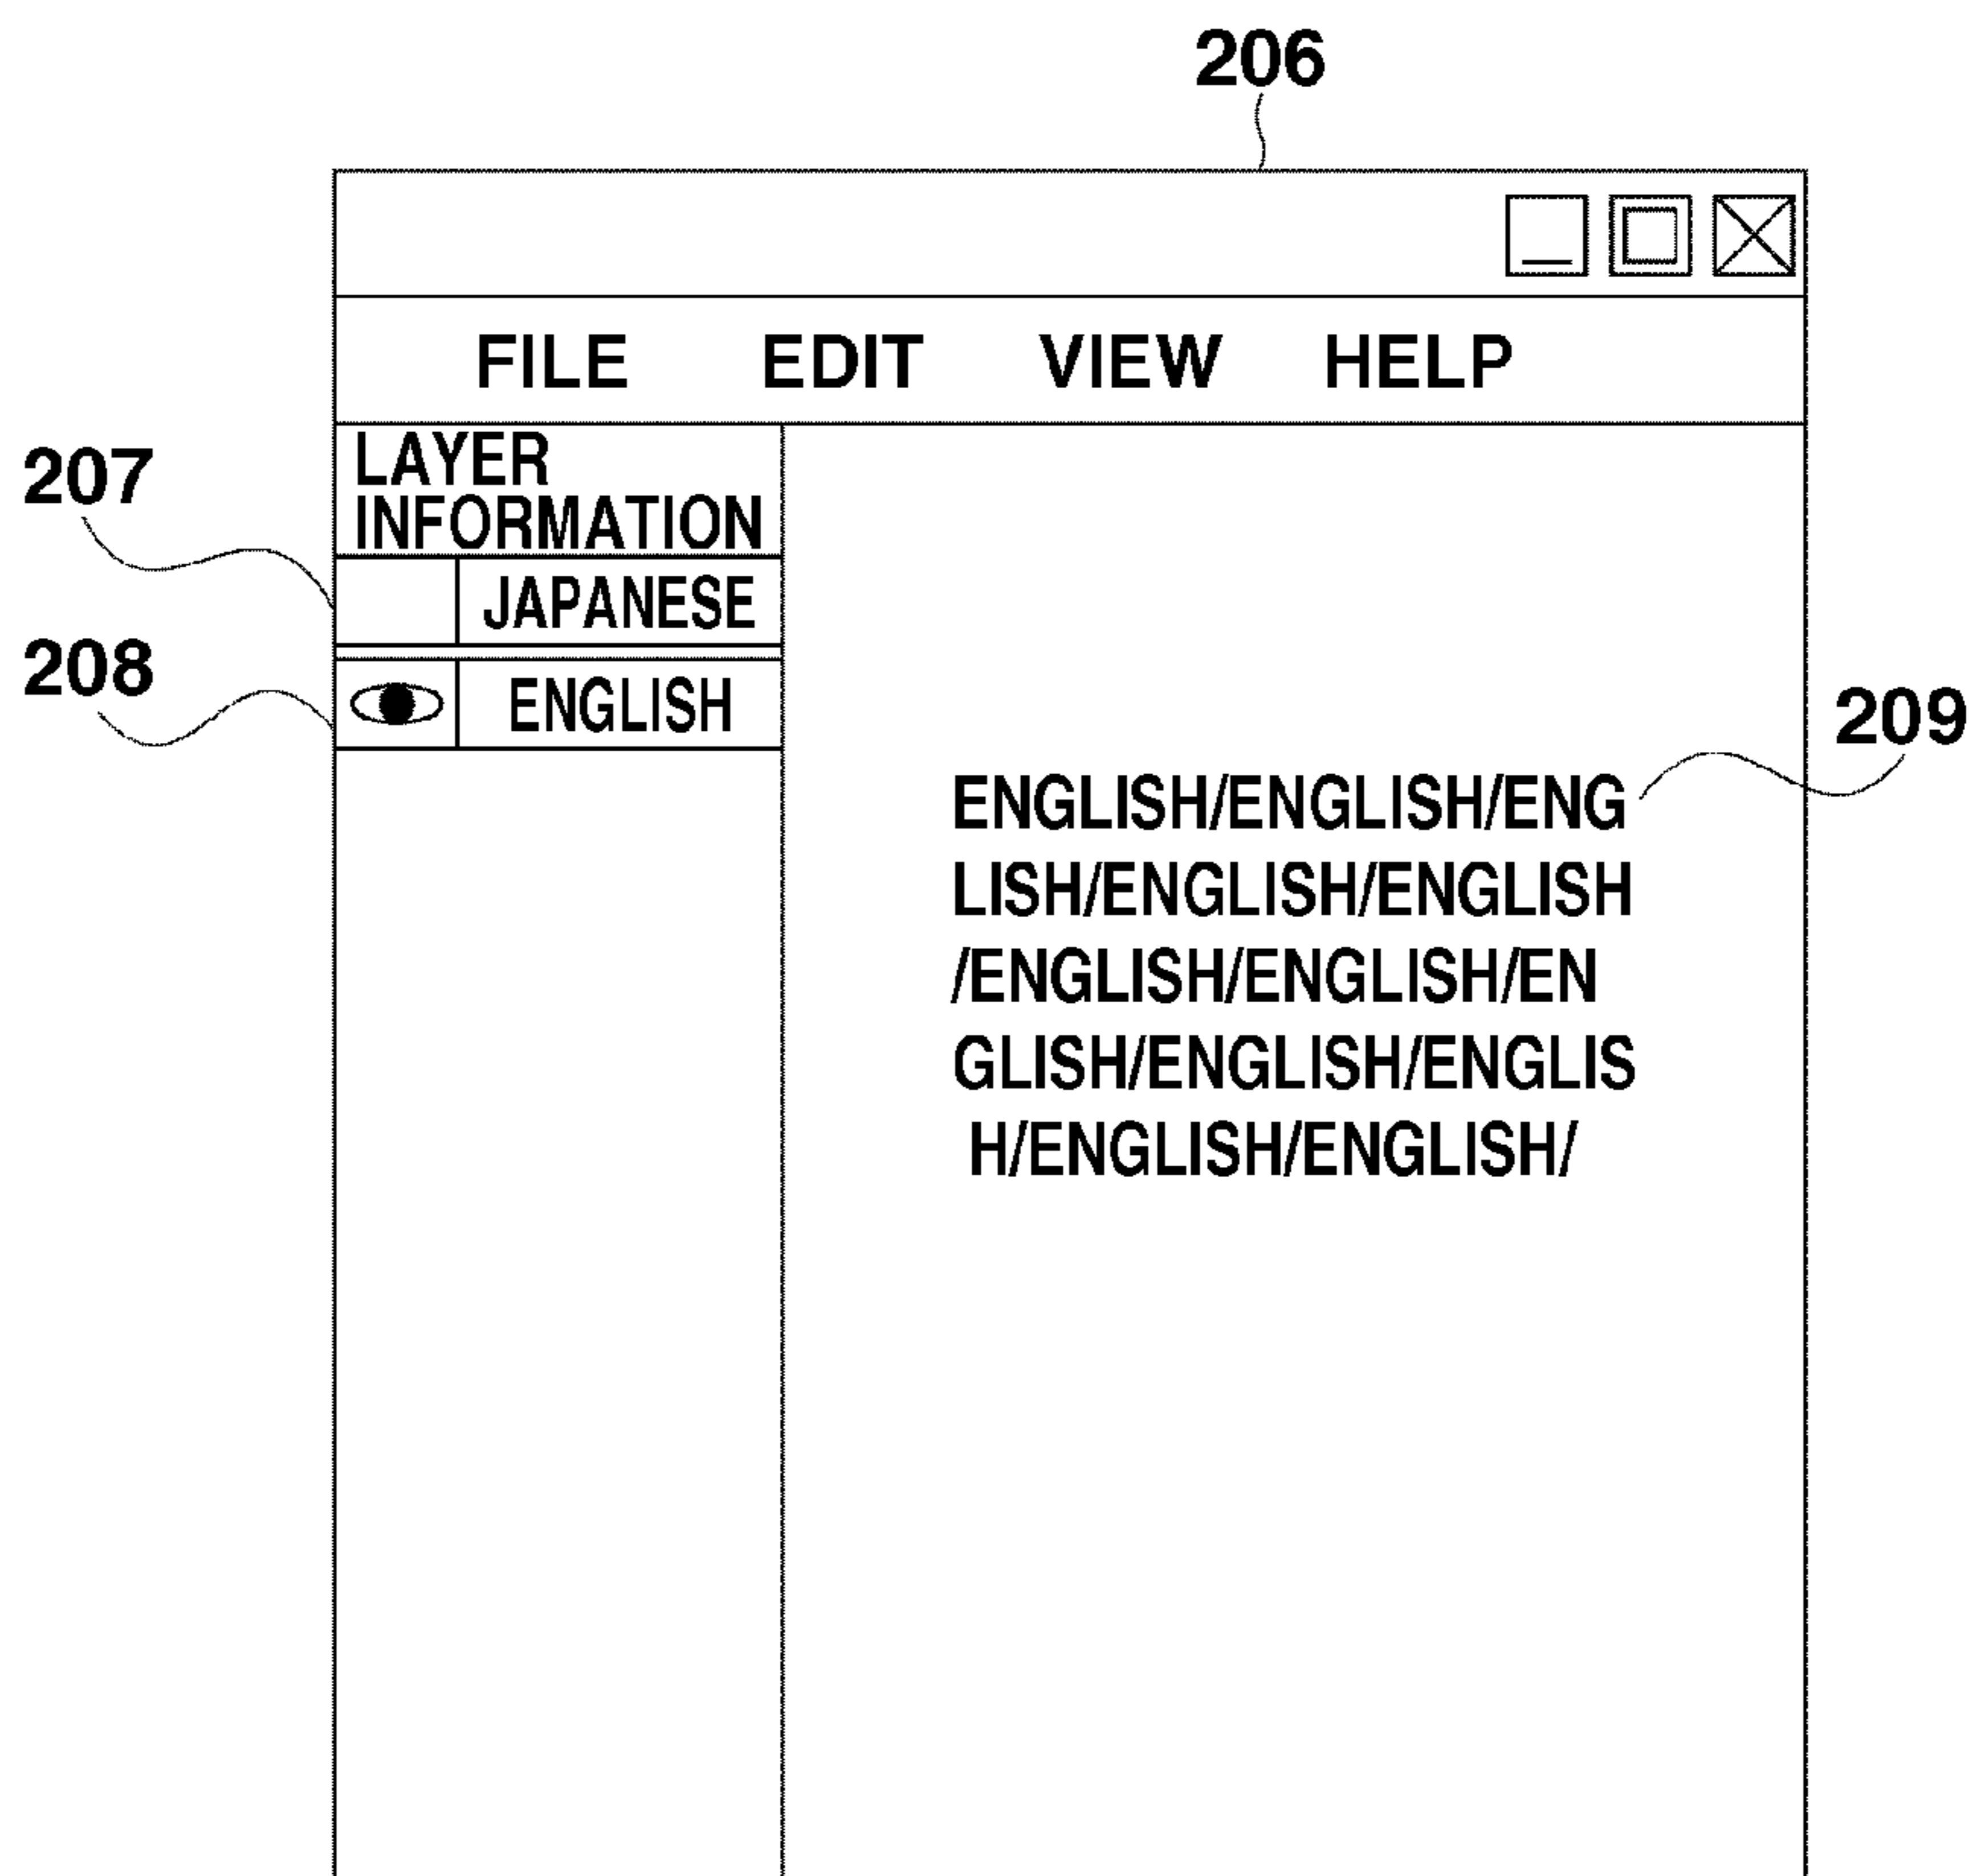 206
FILE EDIT VIEW HELP
LAYER
INFORMATION
207
JAPANESE
208
ENGLISH
209
ENGLISH/ENGLISH/ENG
LISH/ENGLISH/ENGLISH
/ENGLISH/ENGLISH/EN
GLISH/ENGLISH/ENGLIS
H/ENGLISH/ENGLISH/